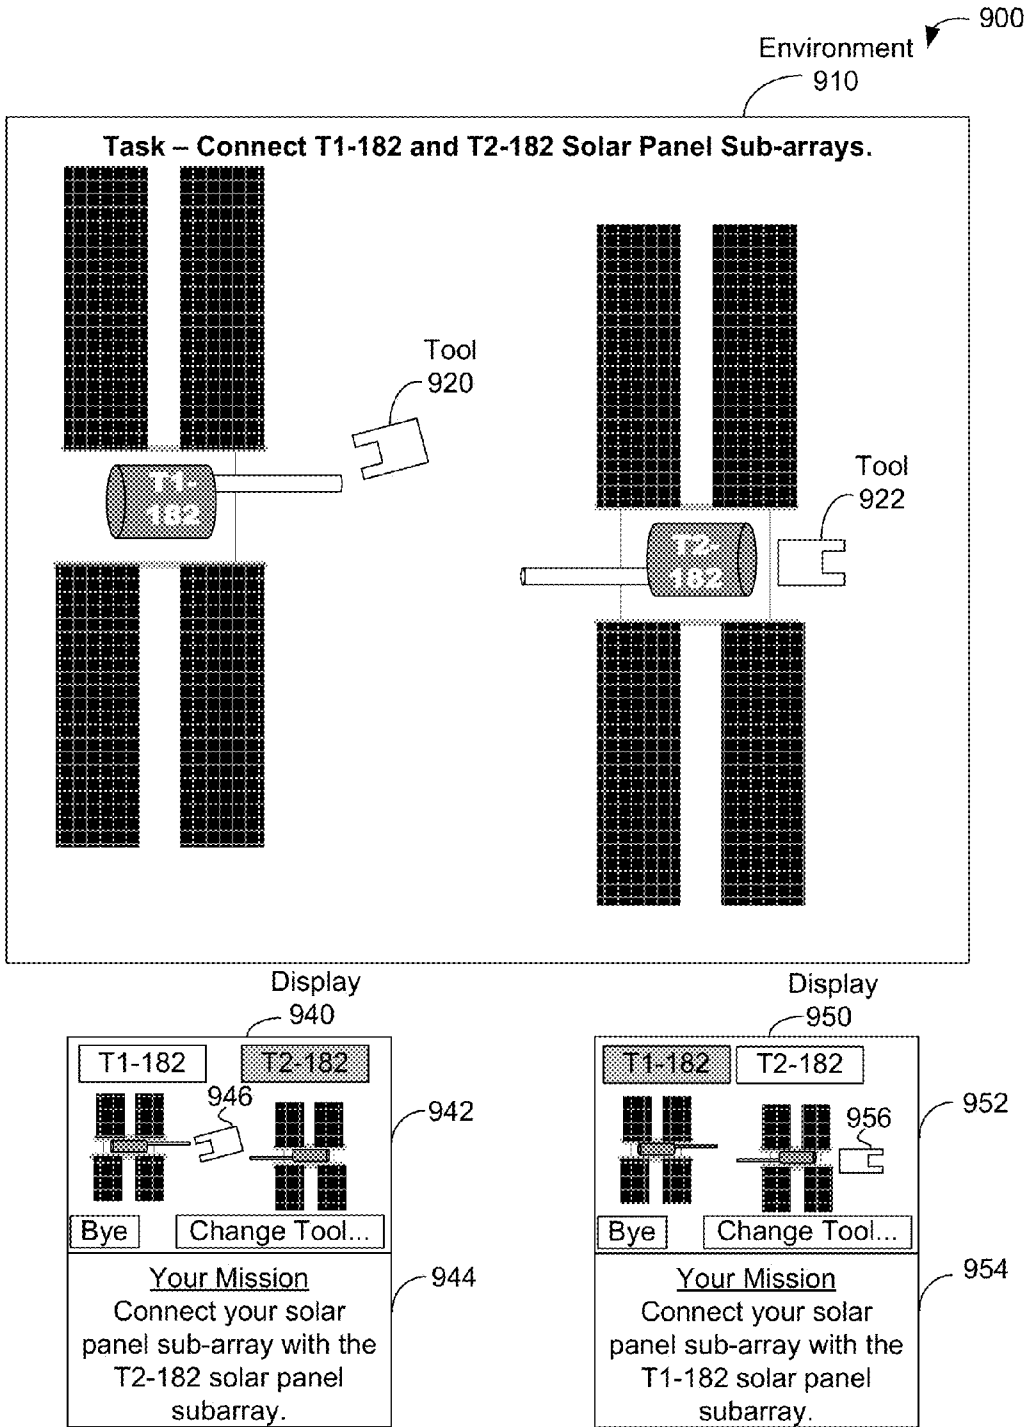 900
Environment
910
Task – Connect T1-182 and T2-182 Solar Panel Sub-arrays.
Tool
920
T1-
182
Tool
922
T2-
182
Display
940
T1-182
T2-182
946
942
Bye
Change Tool...
Your Mission
Connect your solar
panel sub-array with the
T2-182 solar panel
subarray.
944
Display
950
T1-182
T2-182
956
952
Bye
Change Tool...
Your Mission
Connect your solar
panel sub-array with the
T1-182 solar panel
subarray.
954